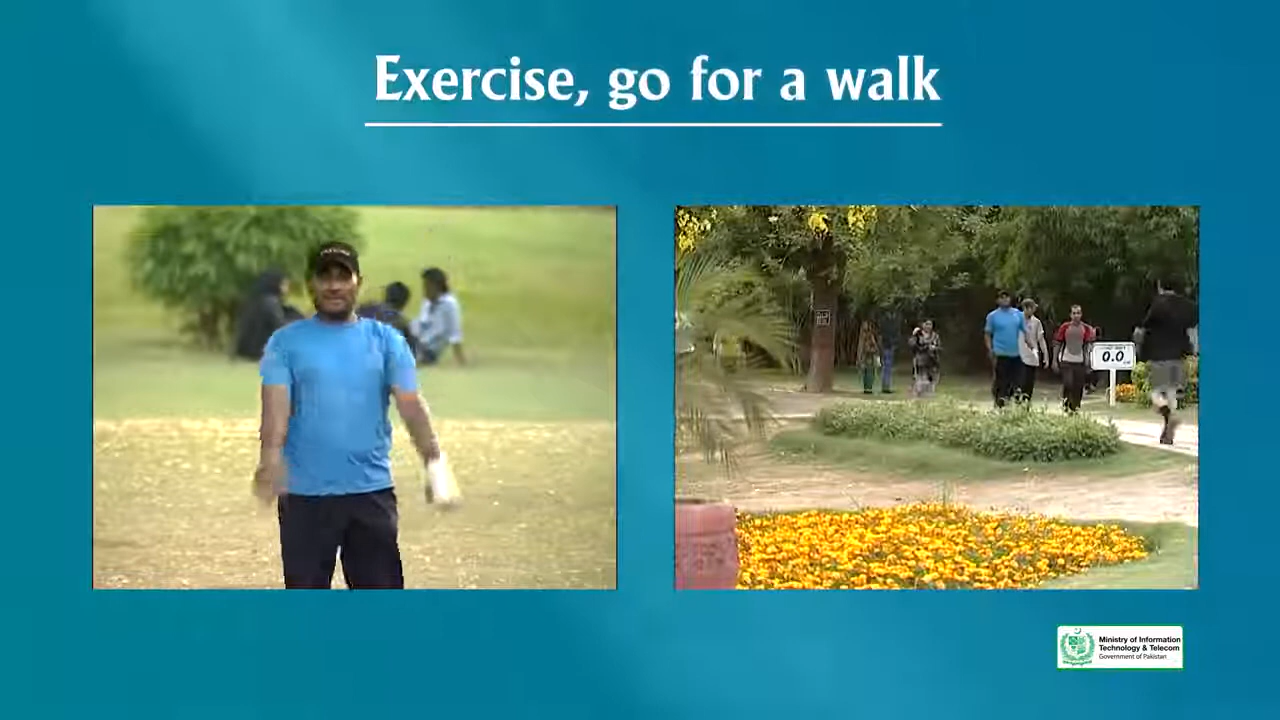 Exercise, go for a walk
0.0
Ministry of Information
Technology & Telecom
Government of Pakistan